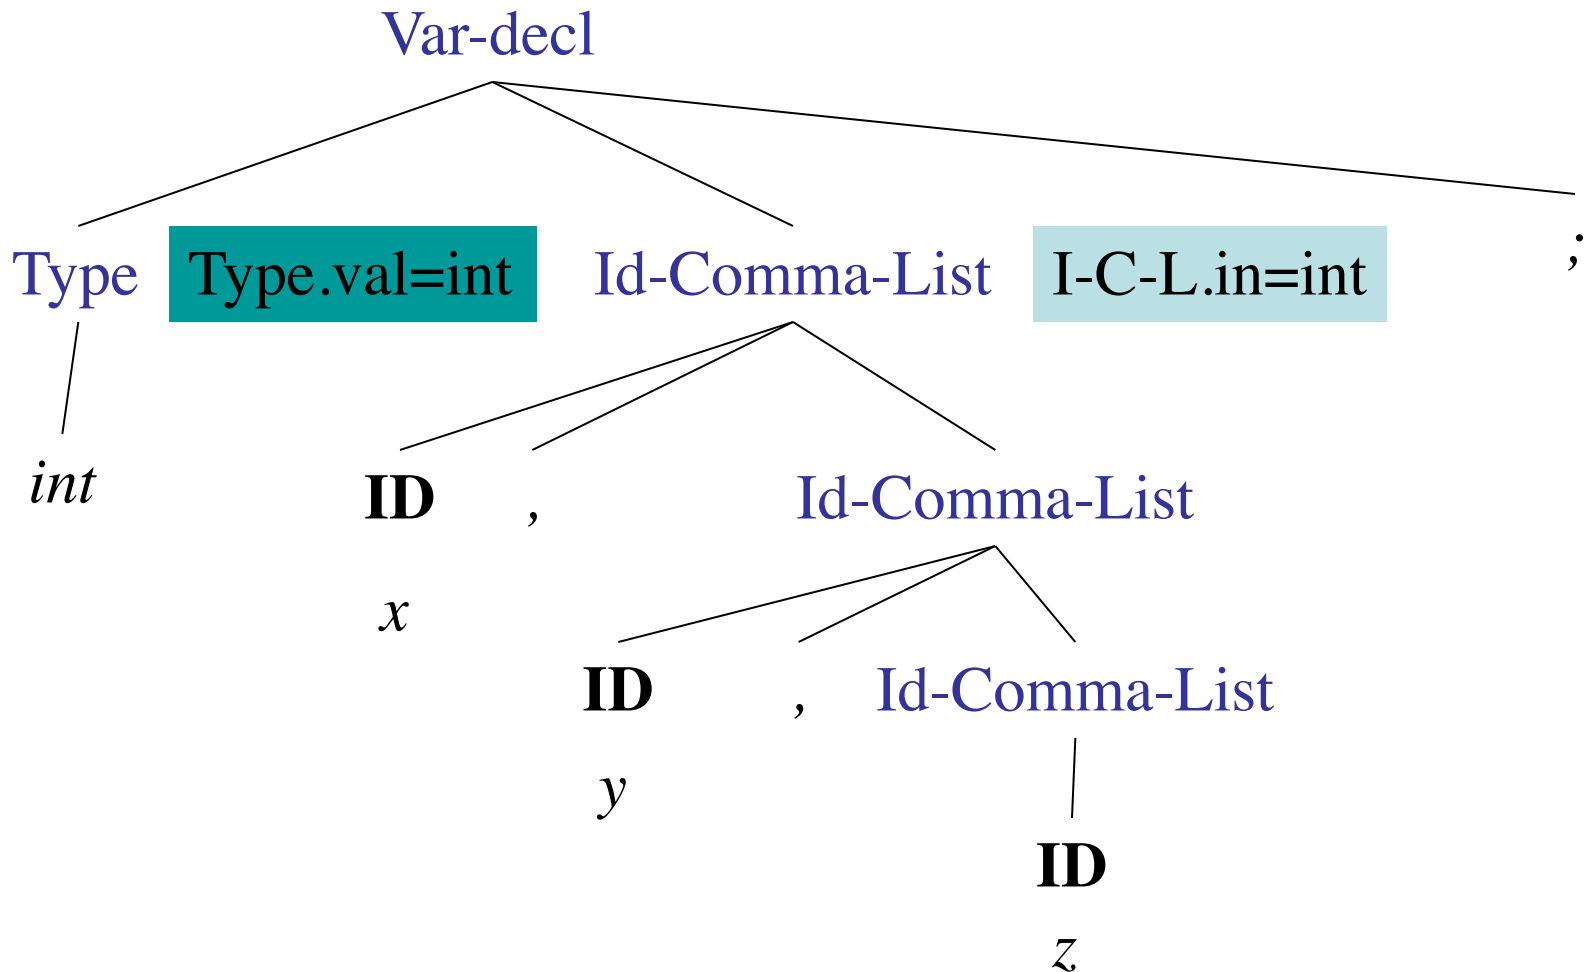 Var-decl
Type Type.val=int Id-Comma-List I-C-L.in=int ;
int ID , Id-Comma-List
x
ID , Id-Comma-List
y
ID
z